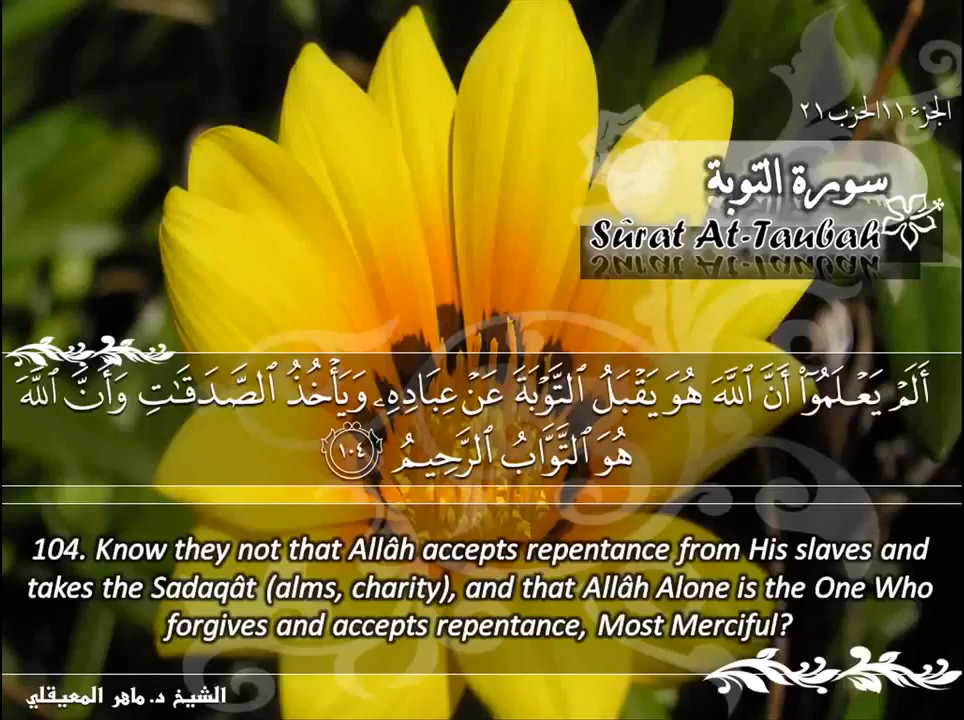 الجزء ١١ الحزب ٢١
سورة التوبة
Sûrat At-Taubah
أَلَمْ يَعْلَمُوٓا۟ أَنَّ ٱللَّهَ هُوَ يَقْبَلُ ٱلتَّوْبَةَ عَنْ عِبَادِهِۦ وَيَأْخُذُ ٱلصَّدَقَـٰتِ وَأَنَّ ٱللَّهَ
هُوَ ٱلتَّوَّابُ ٱلرَّحِيمُ ١٠٤
104. Know they not that Allâh accepts repentance from His slaves and
takes the Sadaqât (alms, charity), and that Allâh Alone is the One Who
forgives and accepts repentance, Most Merciful?
الشيخ د. ماهر المعيقلي